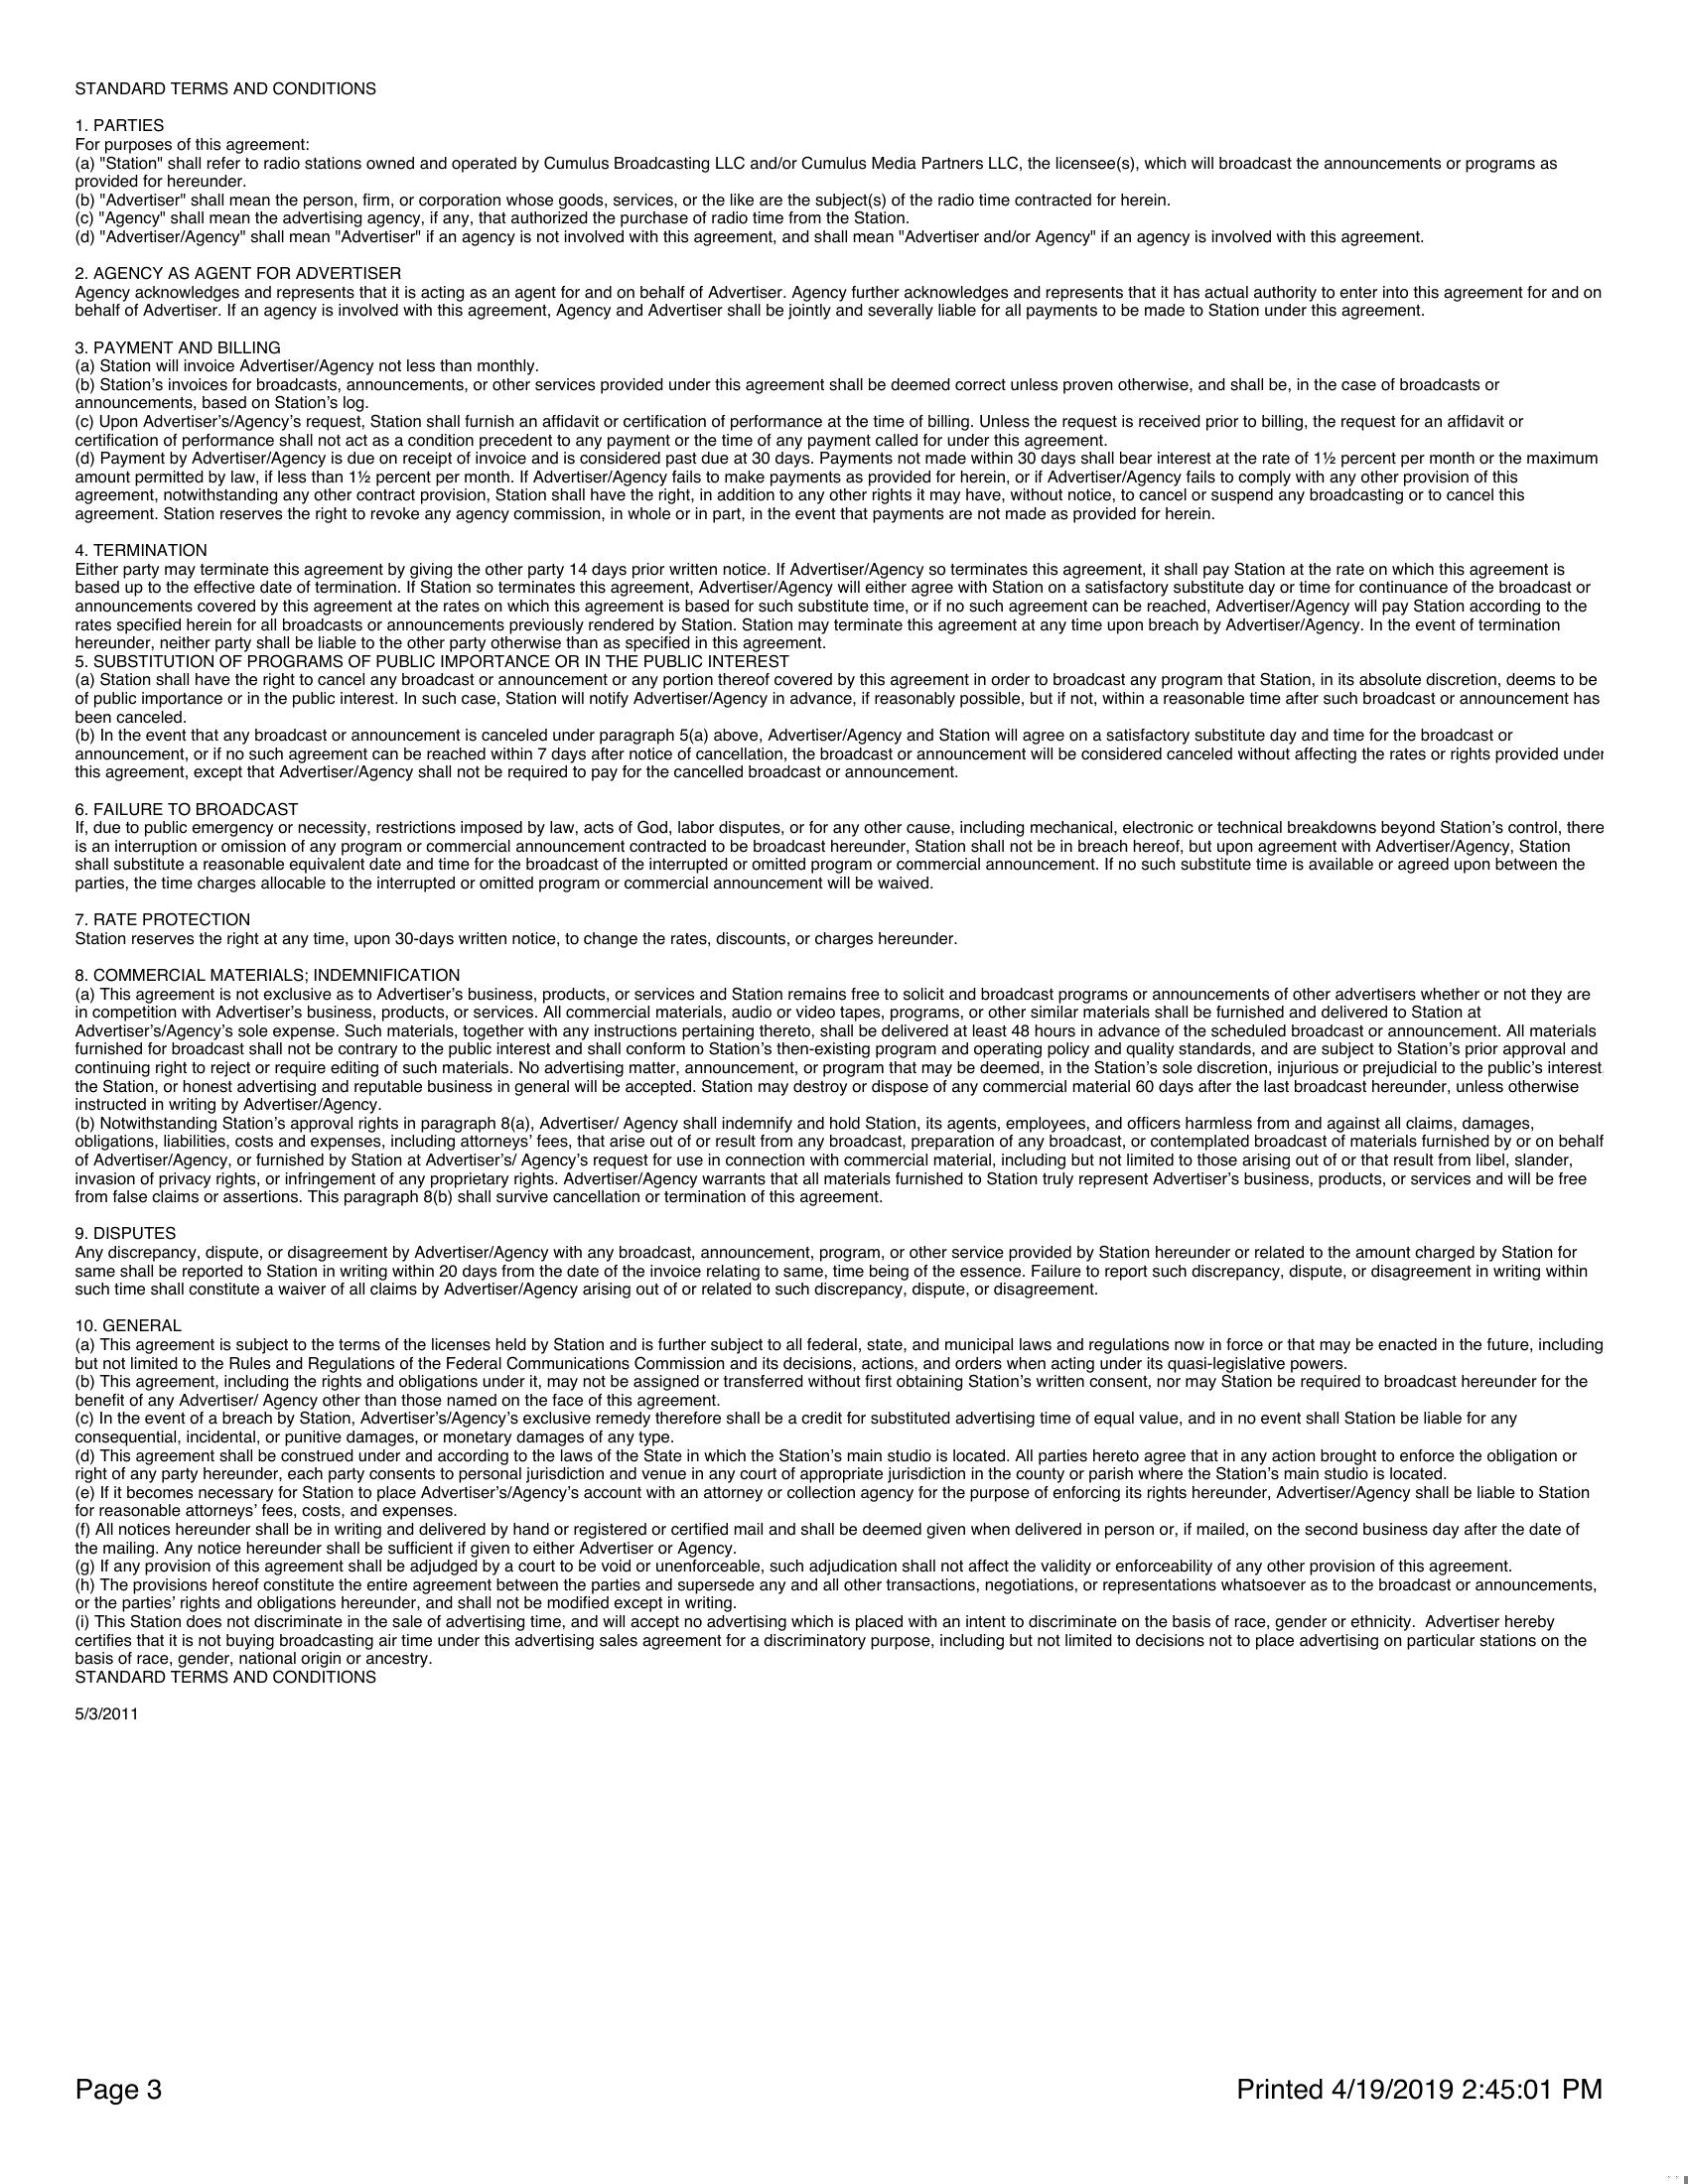 STANDARD TERMS AND CONDITIONS
1. PARTIES
For purposes of this agreement:
(a) "Station" shall refer to radio stations owned and operated by Cumulus Broadcasting LLC and/or Cumulus Media Partners LLC, the licensee(s), which will broadcast the announcements or programs as
provided for hereunder.
(b) "Advertiser" shall mean the person, firm, or corporation whose goods, services, or the like are the subject(s) of the radio time contracted for herein.
(c) "Agency" shall mean the advertising agency, if any, that authorized the purchase of radio time from the Station.
(d) "Advertiser/Agency" shall mean "Advertiser" if an agency is not involved with this agreement, and shall mean "Advertiser and/or Agency" if an agency is involved with this agreement.
2. AGENCY AS AGENT FOR ADVERTISER
Agency acknowledges and represents that it is acting as an agent for and on behalf of Advertiser. Agency further acknowledges and represents that it has actual authority to enter into this agreement for and on
behalf of Advertiser. If an agency is involved with this agreement, Agency and Advertiser shall be jointly and severally liable for all payments to be made to Station under this agreement.
3. PAYMENT AND BILLING
(a) Station will invoice Advertiser/Agency not less than monthly.
(b) Station’s invoices for broadcasts, announcements, or other services provided under this agreement shall be deemed correct unless proven otherwise, and shall be, in the case of broadcasts or
announcements, based on Station’s log.
(c) Upon Advertiser’s/Agency’s request, Station shall furnish an affidavit or certification of performance at the time of billing. Unless the request is received prior to billing, the request for an affidavit or
certification of performance shall not act as a condition precedent to any payment or the time of any payment called for under this agreement.
(d) Payment by Advertiser/Agency is due on receipt of invoice and is considered past due at 30 days. Payments not made within 30 days shall bear interest at the rate of 1½ percent per month or the maximum
amount permitted by law, if less than 1½ percent per month. If Advertiser/Agency fails to make payments as provided for herein, or if Advertiser/Agency fails to comply with any other provision of this
agreement, notwithstanding any other contract provision, Station shall have the right, in addition to any other rights it may have, without notice, to cancel or suspend any broadcasting or to cancel this
agreement. Station reserves the right to revoke any agency commission, in whole or in part, in the event that payments are not made as provided for herein.
4. TERMINATION
Either party may terminate this agreement by giving the other party 14 days prior written notice. If Advertiser/Agency so terminates this agreement, it shall pay Station at the rate on which this agreement is
based up to the effective date of termination. If Station so terminates this agreement, Advertiser/Agency will either agree with Station on a satisfactory substitute day or time for continuance of the broadcast or
announcements covered by this agreement at the rates on which this agreement is based for such substitute time, or if no such agreement can be reached, Advertiser/Agency will pay Station according to the
rates specified herein for all broadcasts or announcements previously rendered by Station. Station may terminate this agreement at any time upon breach by Advertiser/Agency. In the event of termination
hereunder, neither party shall be liable to the other party otherwise than as specified in this agreement.
5. SUBSTITUTION OF PROGRAMS OF PUBLIC IMPORTANCE OR IN THE PUBLIC INTEREST
(a) Station shall have the right to cancel any broadcast or announcement or any portion thereof covered by this agreement in order to broadcast any program that Station, in its absolute discretion, deems to be
of public importance or in the public interest. In such case, Station will notify Advertiser/Agency in advance, if reasonably possible, but if not, within a reasonable time after such broadcast or announcement has
been canceled.
(b) In the event that any broadcast or announcement is canceled under paragraph 5(a) above, Advertiser/Agency and Station will agree on a satisfactory substitute day and time for the broadcast or
announcement, or if no such agreement can be reached within 7 days after notice of cancellation, the broadcast or announcement will be considered canceled without affecting the rates or rights provided under
this agreement, except that Advertiser/Agency shall not be required to pay for the cancelled broadcast or announcement.
6. FAILURE TO BROADCAST
If, due to public emergency or necessity, restrictions imposed by law, acts of God, labor disputes, or for any other cause, including mechanical, electronic or technical breakdowns beyond Station’s control, there
is an interruption or omission of any program or commercial announcement contracted to be broadcast hereunder, Station shall not be in breach hereof, but upon agreement with Advertiser/Agency, Station
shall substitute a reasonable equivalent date and time for the broadcast of the interrupted or omitted program or commercial announcement. If no such substitute time is available or agreed upon between the
parties, the time charges allocable to the interrupted or omitted program or commercial announcement will be waived.
7. RATE PROTECTION
Station reserves the right at any time, upon 30-days written notice, to change the rates, discounts, or charges hereunder.
8. COMMERCIAL MATERIALS; INDEMNIFICATION
(a) This agreement is not exclusive as to Advertiser’s business, products, or services and Station remains free to solicit and broadcast programs or announcements of other advertisers whether or not they are
in competition with Advertiser’s business, products, or services. All commercial materials, audio or video tapes, programs, or other similar materials shall be furnished and delivered to Station at
Advertiser’s/Agency’s sole expense. Such materials, together with any instructions pertaining thereto, shall be delivered at least 48 hours in advance of the scheduled broadcast or announcement. All materials
furnished for broadcast shall not be contrary to the public interest and shall conform to Station’s then-existing program and operating policy and quality standards, and are subject to Station’s prior approval and
continuing right to reject or require editing of such materials. No advertising matter, announcement, or program that may be deemed, in the Station’s sole discretion, injurious or prejudicial to the public’s interest
the Station, or honest advertising and reputable business in general will be accepted. Station may destroy or dispose of any commercial material 60 days after the last broadcast hereunder, unless otherwise
instructed in writing by Advertiser/Agency.
(b) Notwithstanding Station’s approval rights in paragraph 8(a), Advertiser/ Agency shall indemnify and hold Station, its agents, employees, and officers harmless from and against all claims, damages,
obligations, liabilities, costs and expenses, including attorneys’ fees, that arise out of or result from any broadcast, preparation of any broadcast, or contemplated broadcast of materials furnished by or on behalf
of Advertiser/Agency, or furnished by Station at Advertiser’s/ Agency’s request for use in connection with commercial material, including but not limited to those arising out of or that result from libel, slander,
invasion of privacy rights, or infringement of any proprietary rights. Advertiser/Agency warrants that all materials furnished to Station truly represent Advertiser’s business, products, or services and will be free
from false claims or assertions. This paragraph 8(b) shall survive cancellation or termination of this agreement.
9. DISPUTES
Any discrepancy, dispute, or disagreement by Advertiser/Agency with any broadcast, announcement, program, or other service provided by Station hereunder or related to the amount charged by Station for
same shall be reported to Station in writing within 20 days from the date of the invoice relating to same, time being of the essence. Failure to report such discrepancy, dispute, or disagreement in writing within
such time shall constitute a waiver of all claims by Advertiser/Agency arising out of or related to such discrepancy, dispute, or disagreement.
10. GENERAL
(a) This agreement is subject to the terms of the licenses held by Station and is further subject to all federal, state, and municipal laws and regulations now in force or that may be enacted in the future, including
but not limited to the Rules and Regulations of the Federal Communications Commission and its decisions, actions, and orders when acting under its quasi-legislative powers.
(b) This agreement, including the rights and obligations under it, may not be assigned or transferred without first obtaining Station’s written consent, nor may Station be required to broadcast hereunder for the
benefit of any Advertiser/ Agency other than those named on the face of this agreement.
(c) In the event of a breach by Station, Advertiser’s/Agency’s exclusive remedy therefore shall be a credit for substituted advertising time of equal value, and in no event shall Station be liable for any
consequential, incidental, or punitive damages, or monetary damages of any type.
(d) This agreement shall be construed under and according to the laws of the State in which the Station’s main studio is located. All parties hereto agree that in any action brought to enforce the obligation or
right of any party hereunder, each party consents to personal jurisdiction and venue in any court of appropriate jurisdiction in the county or parish where the Station’s main studio is located.
(e) If it becomes necessary for Station to place Advertiser’s/Agency’s account with an attorney or collection agency for the purpose of enforcing its rights hereunder, Advertiser/Agency shall be liable to Station
for reasonable attorneys’ fees, costs, and expenses.
(f) All notices hereunder shall be in writing and delivered by hand or registered or certified mail and shall be deemed given when delivered in person or, if mailed, on the second business day after the date of
the mailing. Any notice hereunder shall be sufficient if given to either Advertiser or Agency.
(g) If any provision of this agreement shall be adjudged by a court to be void or unenforceable, such adjudication shall not affect the validity or enforceability of any other provision of this agreement.
(h) The provisions hereof constitute the entire agreement between the parties and supersede any and all other transactions, negotiations, or representations whatsoever as to the broadcast or announcements,
or the parties’ rights and obligations hereunder, and shall not be modified except in writing.
(i) This Station does not discriminate in the sale of advertising time, and will accept no advertising which is placed with an intent to discriminate on the basis of race, gender or ethnicity.  Advertiser hereby
certifies that it is not buying broadcasting air time under this advertising sales agreement for a discriminatory purpose, including but not limited to decisions not to place advertising on particular stations on the
basis of race, gender, national origin or ancestry.
STANDARD TERMS AND CONDITIONS
5/3/2011
Page 3
Printed 4/19/2019 2:45:01 PM